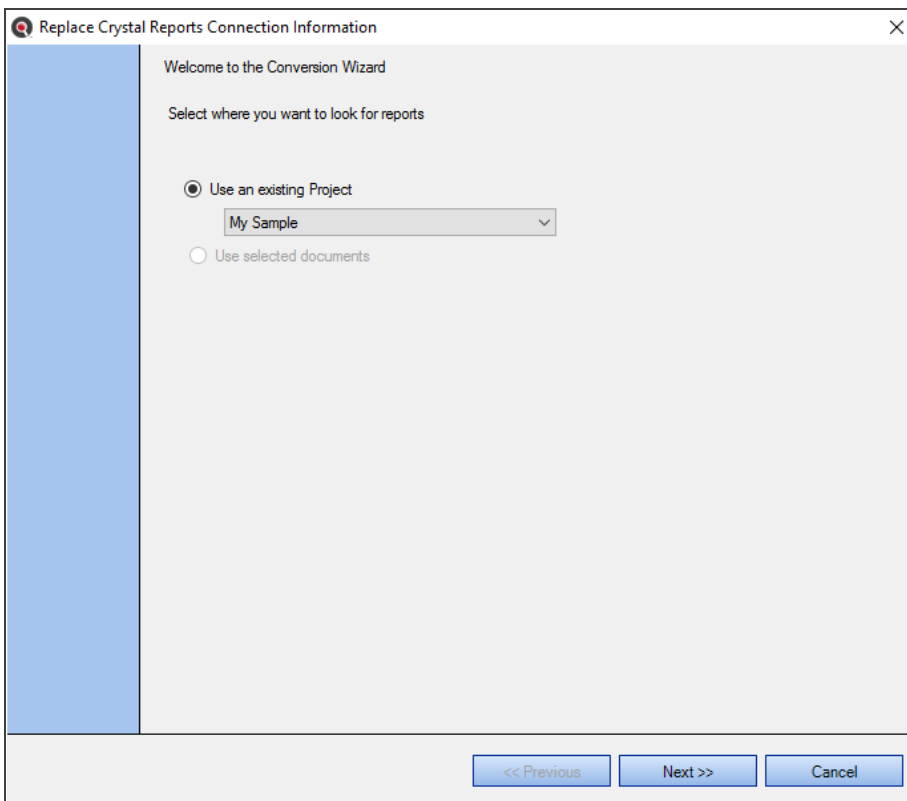 Replace Crystal Reports Connection Information
Welcome to the Conversion Wizard
Select where you want to look for reports
Use an existing Project
My Sample
Use selected documents
<< Previous
Next >>
Cancel